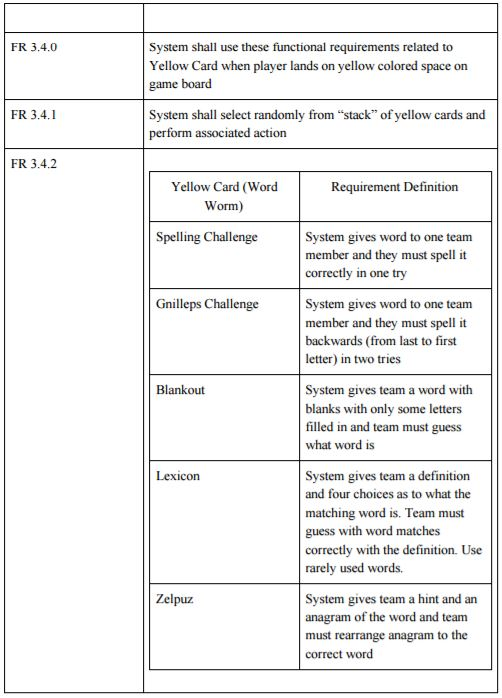 FR 3.4.0
System shall use these functional requirements related to
Yellow Card when player lands on yellow colored space on
game board
FR 3.4.1
System shall select randomly from “stack” of yellow cards and
perform associated action
FR 3.4.2
Yellow Card (Word
Worm)
Requirement Definition
Spelling Challenge
System gives word to one team
member and they must spell it
correctly in one try
Gnilleps Challenge
System gives word to one team
member and they must spell it
backwards (from last to first
letter) in two tries
Blankout
System gives team a word with
blanks with only some letters
filled in and team must guess
what word is
Lexicon
System gives team a definition
and four choices as to what the
matching word is. Team must
guess with word matches
correctly with the definition. Use
rarely used words.
Zelpuz
System gives team a hint and an
anagram of the word and team
must rearrange anagram to the
correct word